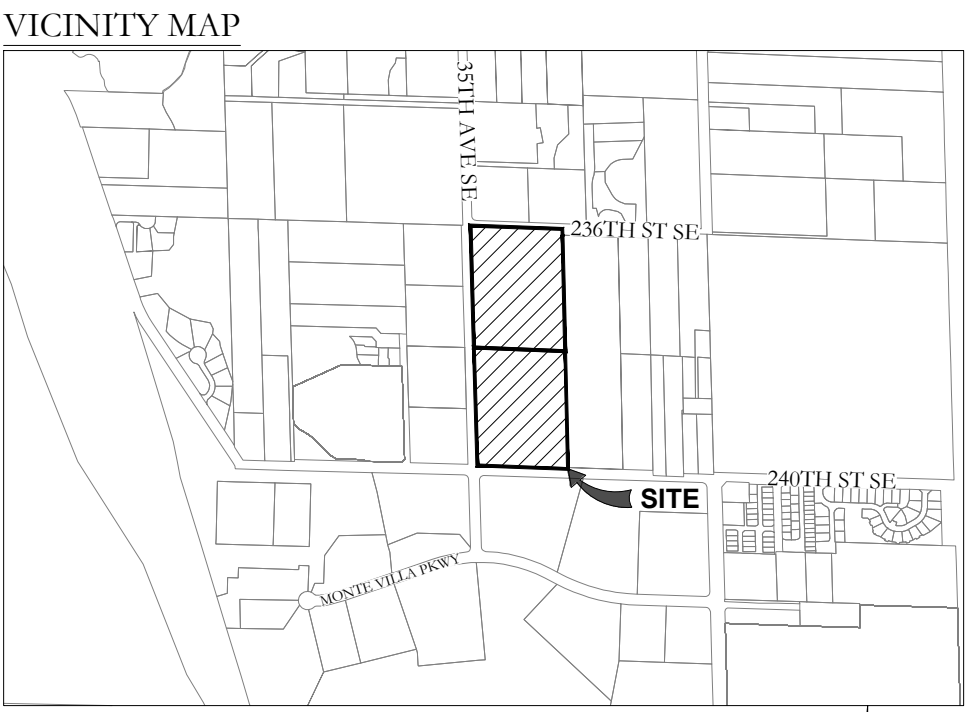 VICINITY MAP
35TH AVE SE
236TH ST SE
240TH ST SE
SITE
MONTE VILLA PKWY